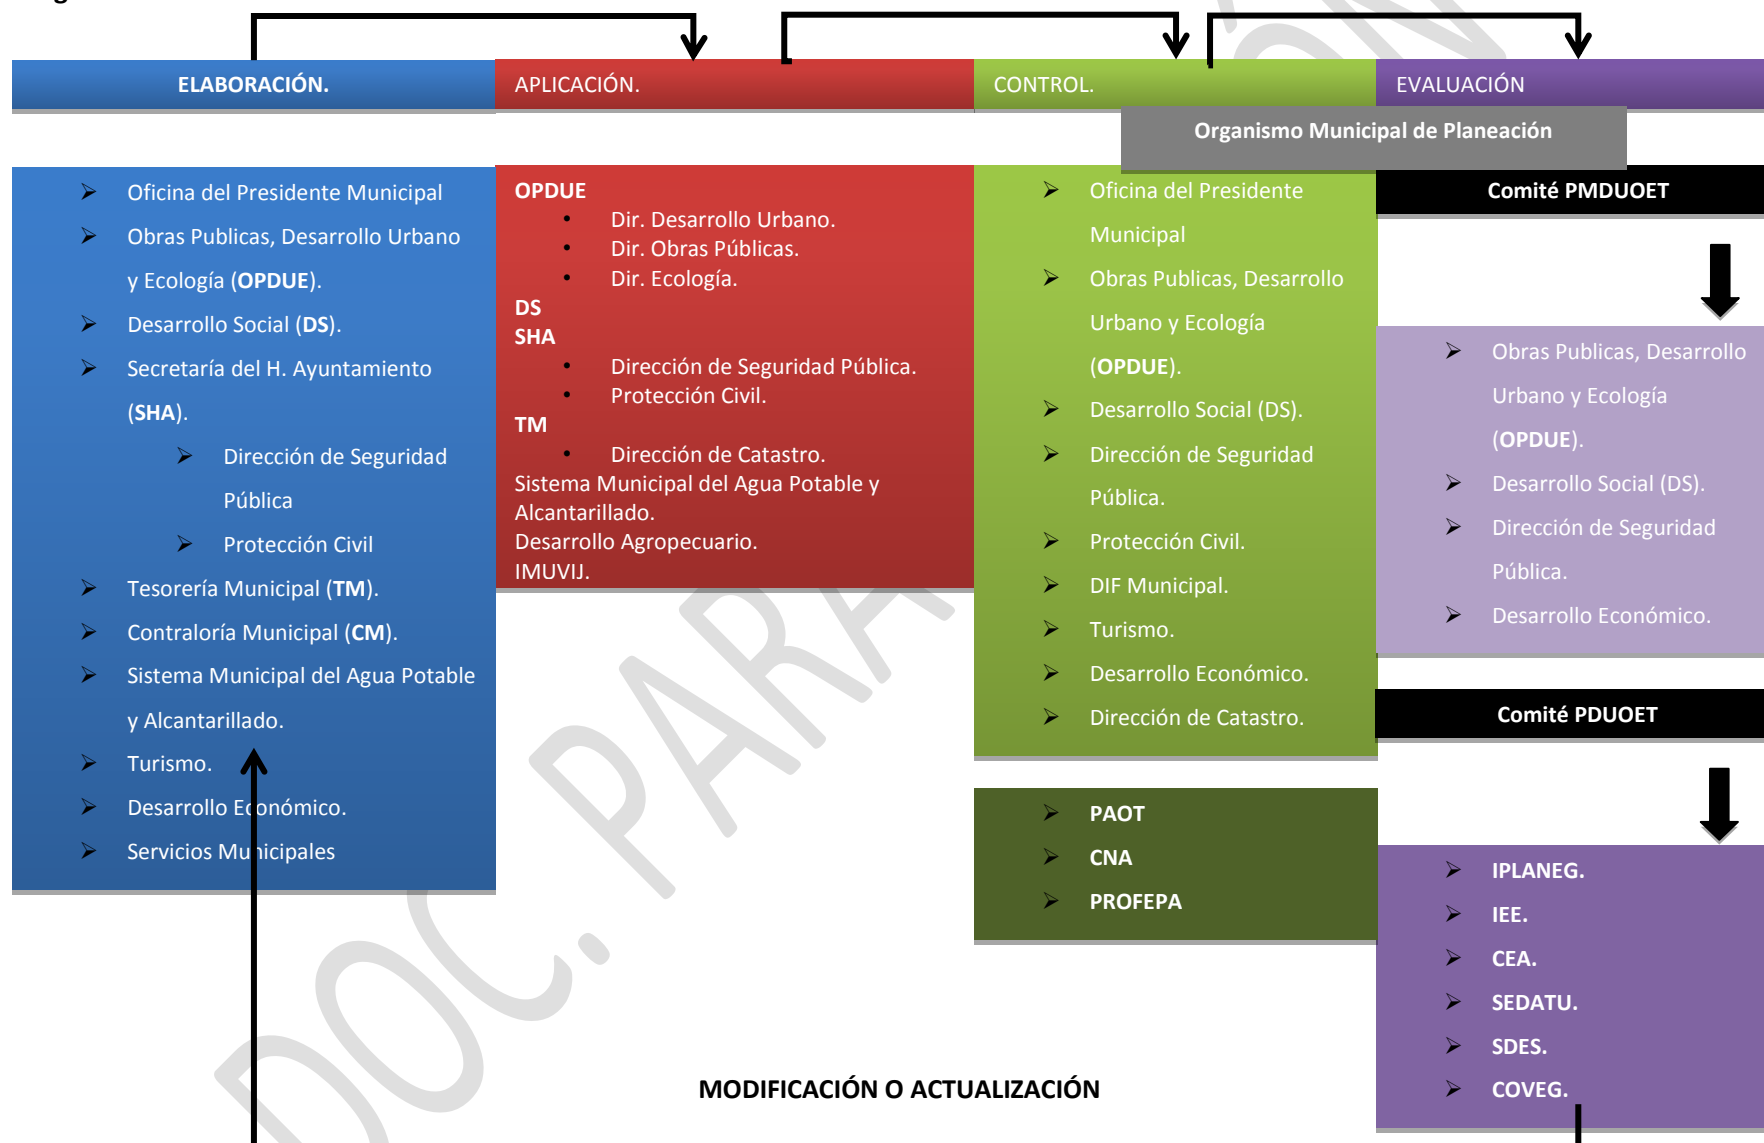 ELABORACIÓN.
APLICACIÓN.
CONTROL.
EVALUACIÓN
Organismo Municipal de Planeación
Oficina del Presidente Municipal
Obras Publicas, Desarrollo Urbano
y Ecología (OPDUE).
Desarrollo Social (DS).
Secretaría del H. Ayuntamiento
(SHA).
Dirección de Seguridad
Pública
Protección Civil
Tesorería Municipal (TM).
Contraloría Municipal (CM).
Sistema Municipal del Agua Potable
y Alcantarillado.
Turismo.
Desarrollo Económico.
Servicios Municipales
OPDUE
Dir. Desarrollo Urbano.
Dir. Obras Públicas.
Dir. Ecología.
DS
SHA
Dirección de Seguridad Pública.
Protección Civil.
TM
Dirección de Catastro.
Sistema Municipal del Agua Potable y
Alcantarillado.
Desarrollo Agropecuario.
IMUVIJ.
Oficina del Presidente
Municipal
Obras Publicas, Desarrollo
Urbano y Ecología
(OPDUE).
Desarrollo Social (DS).
Dirección de Seguridad
Pública.
Protección Civil.
DIF Municipal.
Turismo.
Desarrollo Económico.
Dirección de Catastro.
PAOT
CNA
PROFEPA
Comité PMDUOET
Obras Publicas, Desarrollo
Urbano y Ecología
(OPDUE).
Desarrollo Social (DS).
Dirección de Seguridad
Pública.
Desarrollo Económico.
Comité PDUOET
IPLANEG.
IEE.
CEA.
SEDATU.
SDES.
COVEG.
MODIFICACIÓN O ACTUALIZACIÓN
DOC. PARA